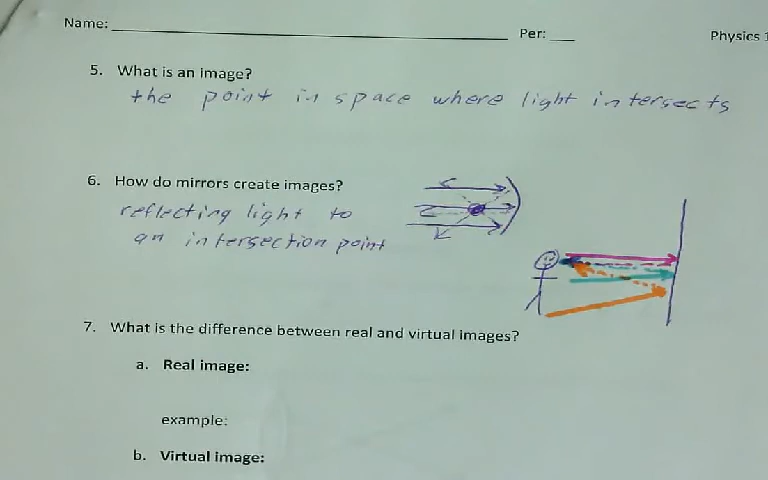 Name: Per: Physics 1
5. What is an image?
the point in space where light intersects
6. How do mirrors create images?
reflecting light to
an intersection point
7. What is the difference between real and virtual images?
a. Real image:
example:
b. Virtual image: